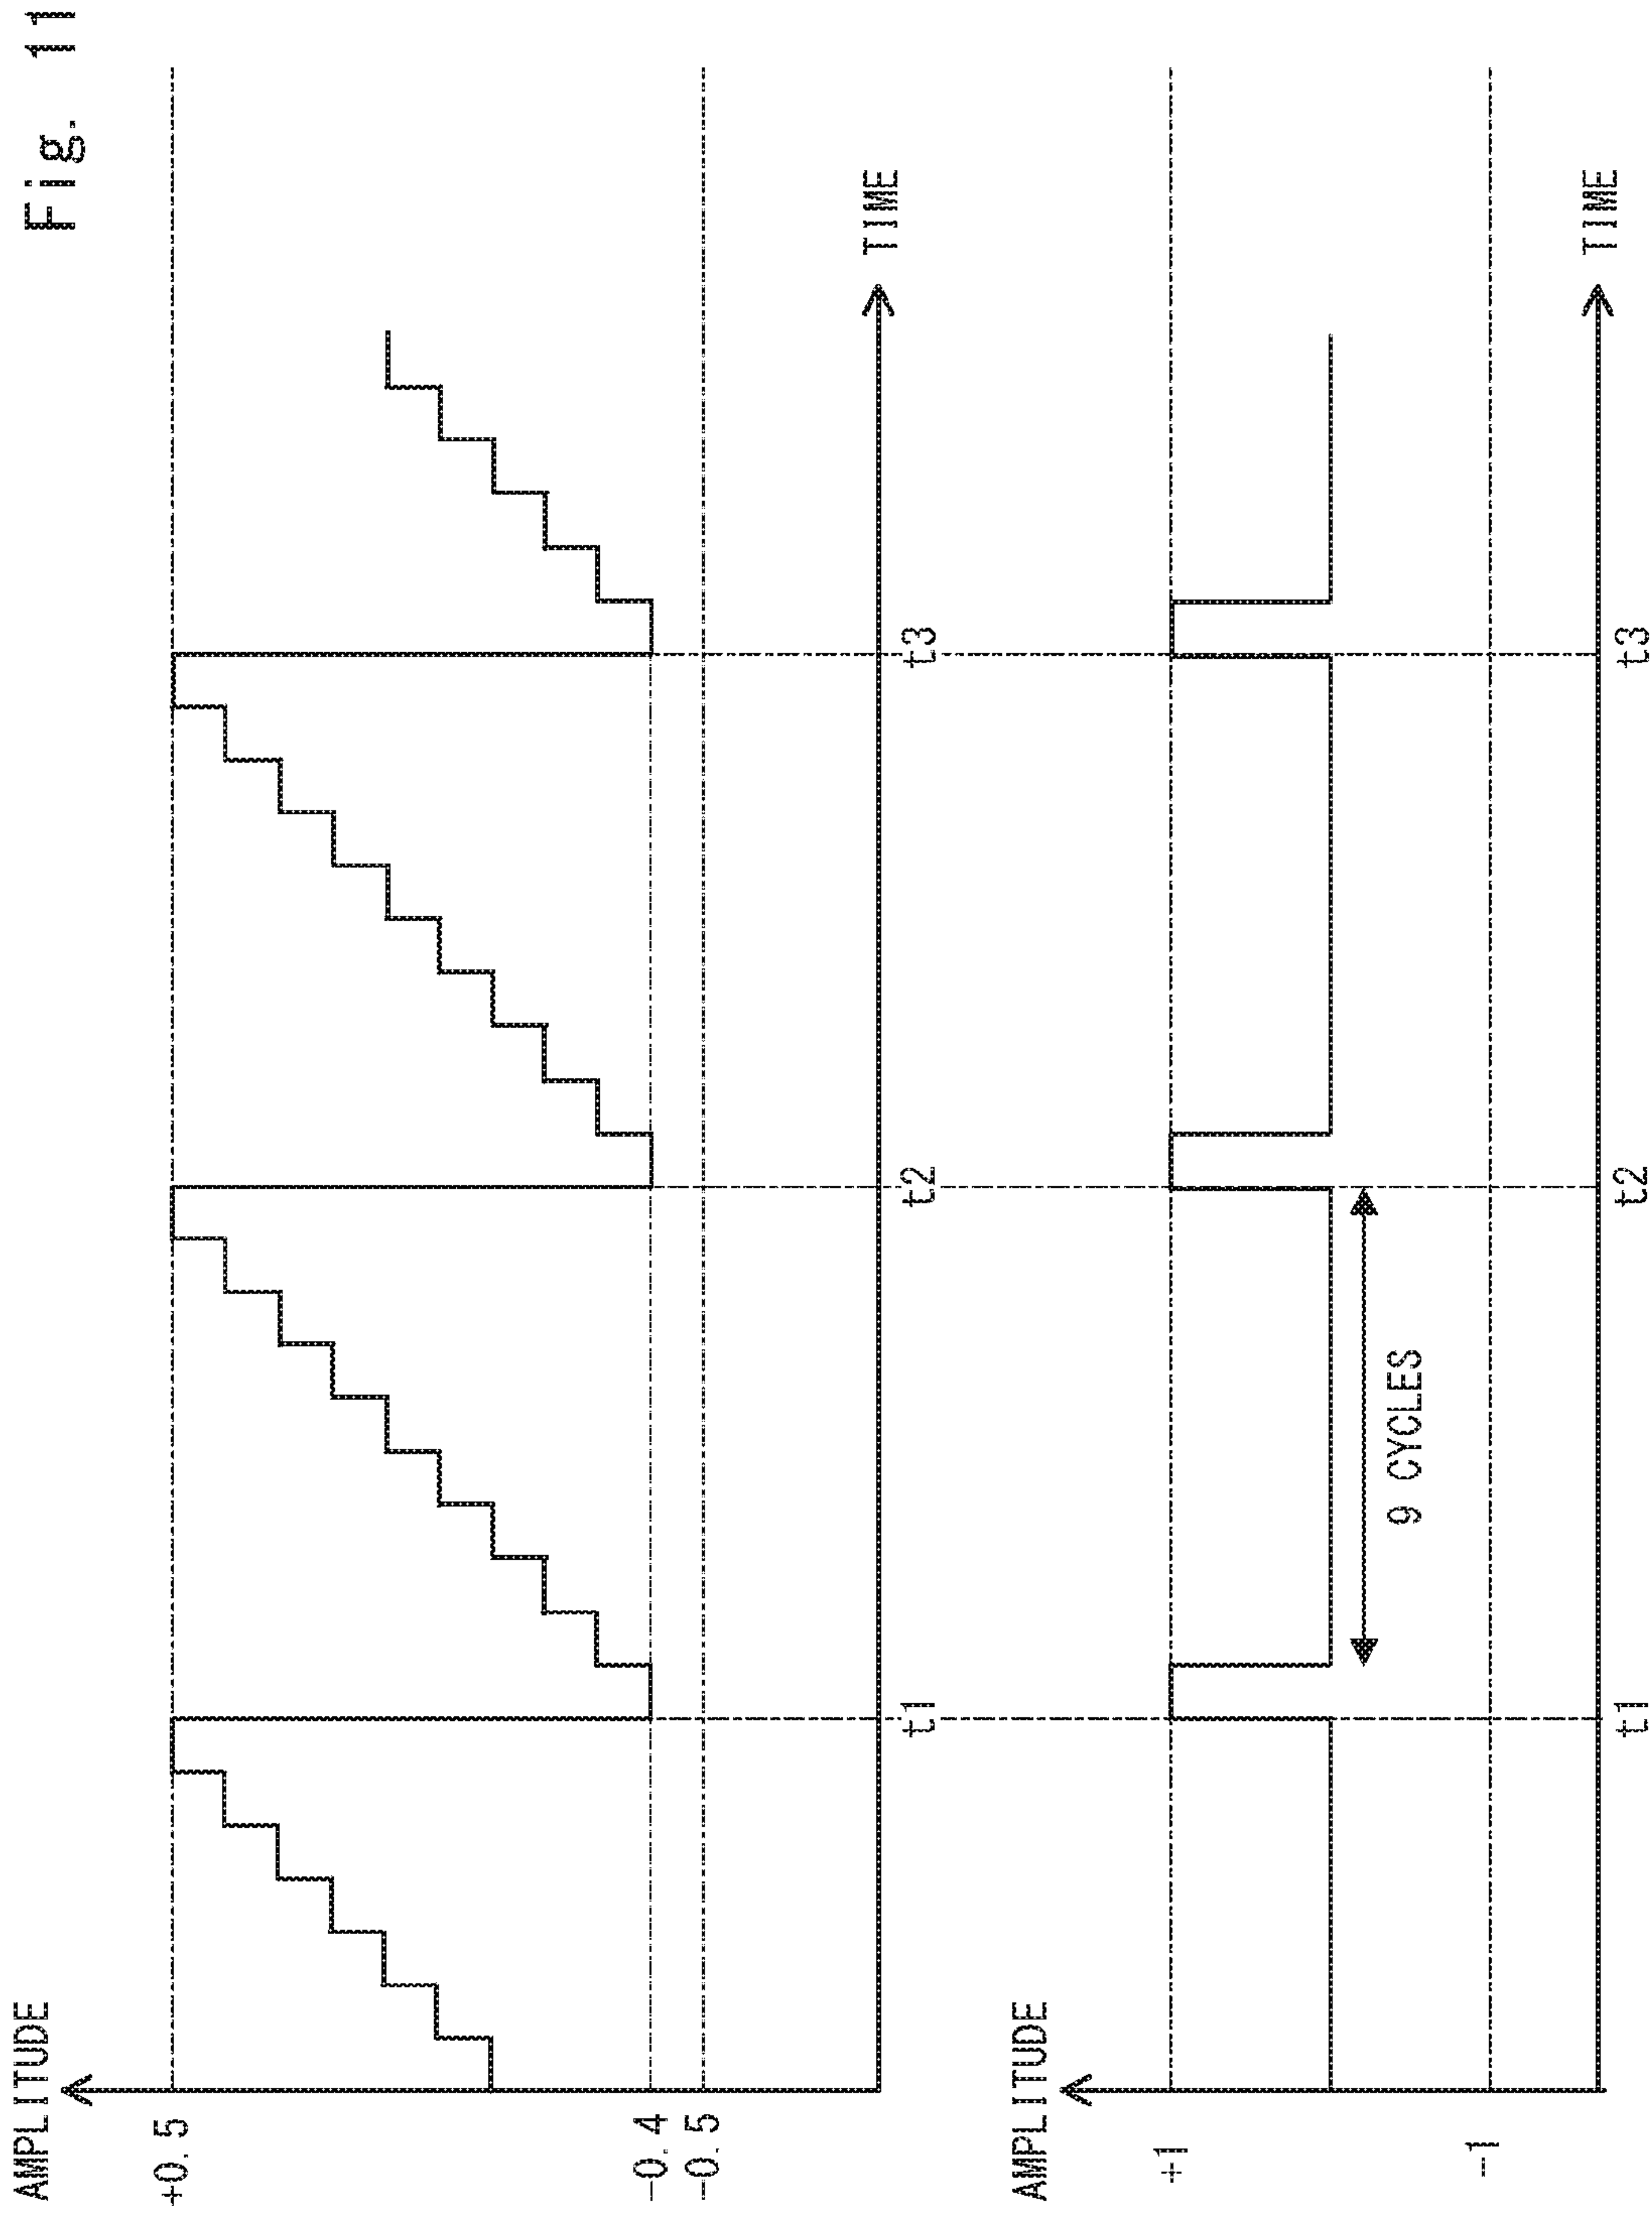 Fig. 11
AMPLITUDE
+0.5
-0.4
-0.5
t1
t2
t3
TIME
AMPLITUDE
+1
-1
9 CYCLES
t1
t2
t3
TIME